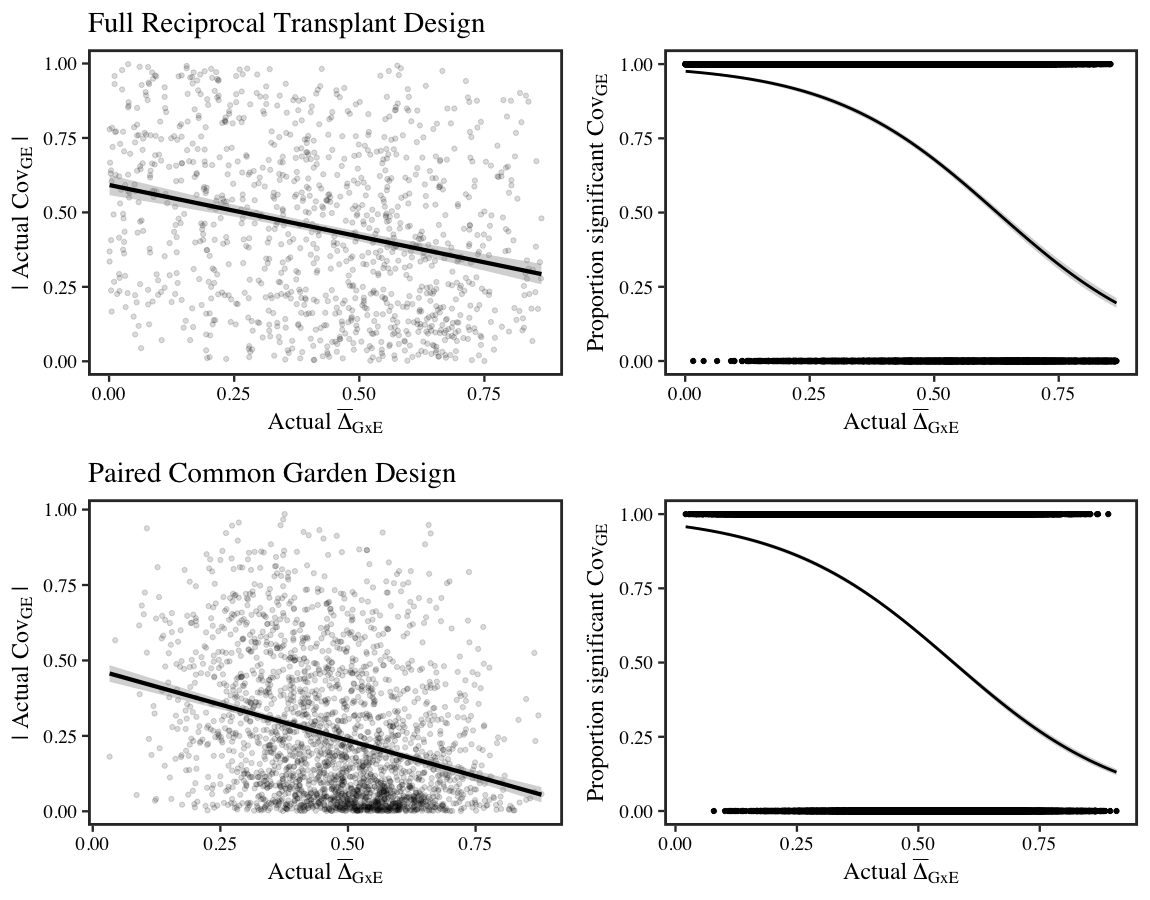 Full Reciprocal Transplant Design
| Actual Cov_GE |
1.00
0.75
0.50
0.25
0.00
0.00 0.25 0.50 0.75
Actual Δ̅_GxE
Proportion significant Cov_GE
1.00
0.75
0.50
0.25
0.00
0.00 0.25 0.50 0.75
Actual Δ̅_GxE
Paired Common Garden Design
| Actual Cov_GE |
1.00
0.75
0.50
0.25
0.00
0.00 0.25 0.50 0.75
Actual Δ̅_GxE
Proportion significant Cov_GE
1.00
0.75
0.50
0.25
0.00
0.00 0.25 0.50 0.75
Actual Δ̅_GxE